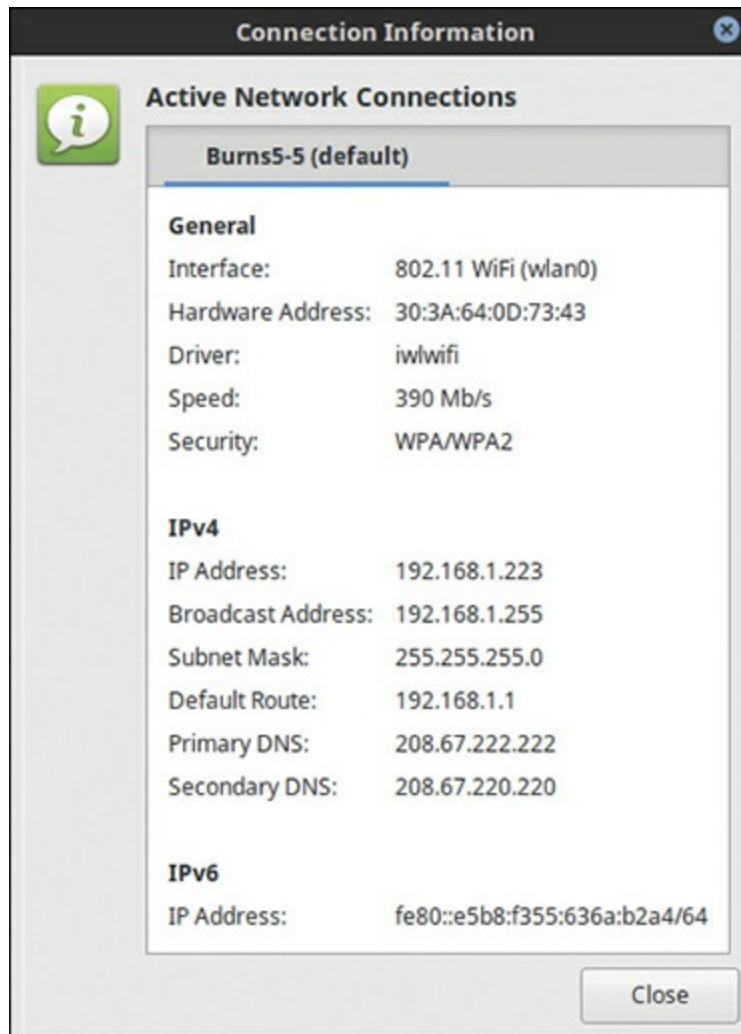 Connection Information
Active Network Connections
Burns5-5 (default)
General
Interface: 802.11 WiFi (wlan0)
Hardware Address: 30:3A:64:0D:73:43
Driver: iwlwifi
Speed: 390 Mb/s
Security: WPA/WPA2
IPv4
IP Address: 192.168.1.223
Broadcast Address: 192.168.1.255
Subnet Mask: 255.255.255.0
Default Route: 192.168.1.1
Primary DNS: 208.67.222.222
Secondary DNS: 208.67.220.220
IPv6
IP Address: fe80::e5b8:f355:636a:b2a4/64
Close